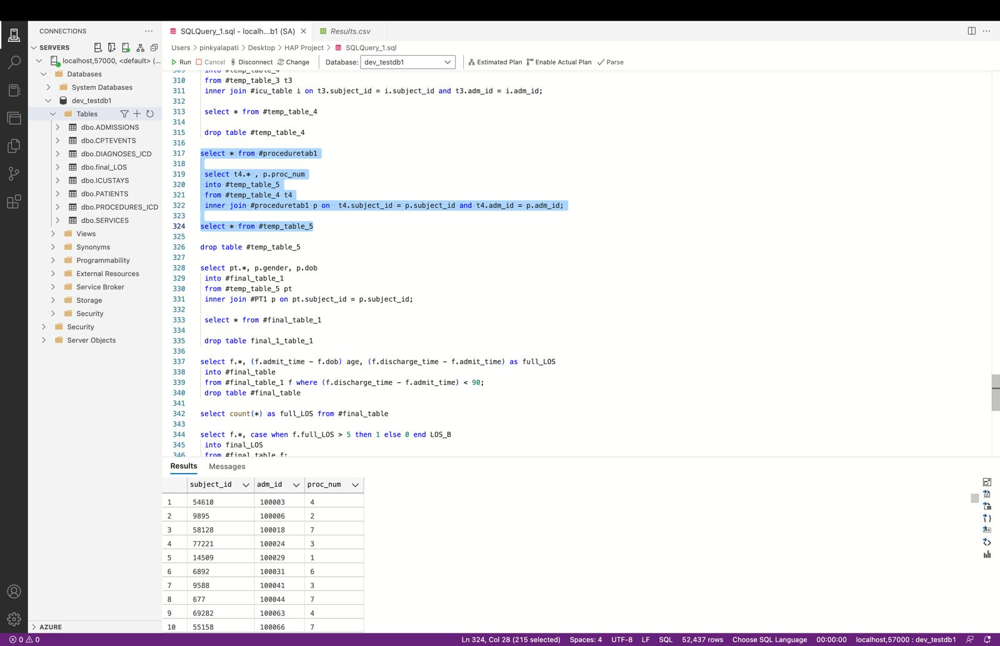 CONNECTIONS
SERVERS
localhost,57000, <default> (...
Databases
System Databases
dev_testdb1
Tables
dbo.ADMISSIONS
dbo.CPTEVENTS
dbo.DIAGNOSES_ICD
dbo.final_LOS
dbo.ICUSTAYS
dbo.PATIENTS
dbo.PROCEDURES_ICD
dbo.SERVICES
Views
Synonyms
Programmability
External Resources
Service Broker
Storage
Security
Security
Server Objects
AZURE
SQLQuery_1.sql - localh...b1 (SA)
Results.csv
Users > pinkyalapati > Desktop > HAP Project > SQLQuery_1.sql
Run Cancel Disconnect Change Database: dev_testdb1 Estimated Plan Enable Actual Plan Parse
309 into #temp_table_4
310 from #temp_table_3 t3
311 inner join #icu_table i on t3.subject_id = i.subject_id and t3.adm_id = i.adm_id;
312
313 select * from #temp_table_4
314
315 drop table #temp_table_4
316
317 select * from #proceduretab1
318
319 select t4.* , p.proc_num
320 into #temp_table_5
321 from #temp_table_4 t4
322 inner join #proceduretab1 p on  t4.subject_id = p.subject_id and t4.adm_id = p.adm_id;
323
324 select * from #temp_table_5
325
326 drop table #temp_table_5
327
328 select pt.*, p.gender, p.dob
329 into #final_table_1
330 from #temp_table_5 pt
331 inner join #PT1 p on pt.subject_id = p.subject_id;
332
333 select * from #final_table_1
334
335 drop table final_1_table_1
336
337 select f.*, (f.admit_time - f.dob) age, (f.discharge_time - f.admit_time) as full_LOS
338 into #final_table
339 from #final_table_1 f where (f.discharge_time - f.admit_time) < 90;
340 drop table #final_table
341
342 select count(*) as full_LOS from #final_table
343
344 select f.*, case when f.full_LOS > 5 then 1 else 0 end LOS_B
345 into final_LOS
346 from #final_table f;
Results Messages
subject_id adm_id proc_num
1 54610 100003 4
2 9895 100006 2
3 58128 100018 7
4 77221 100024 3
5 14509 100029 1
6 6892 100031 6
7 9588 100041 3
8 677 100044 7
9 69282 100063 4
10 55158 100066 7
0 0 Ln 324, Col 28 (215 selected) Spaces: 4 UTF-8 LF SQL 52,437 rows Choose SQL Language 00:00:00 localhost,57000 : dev_testdb1